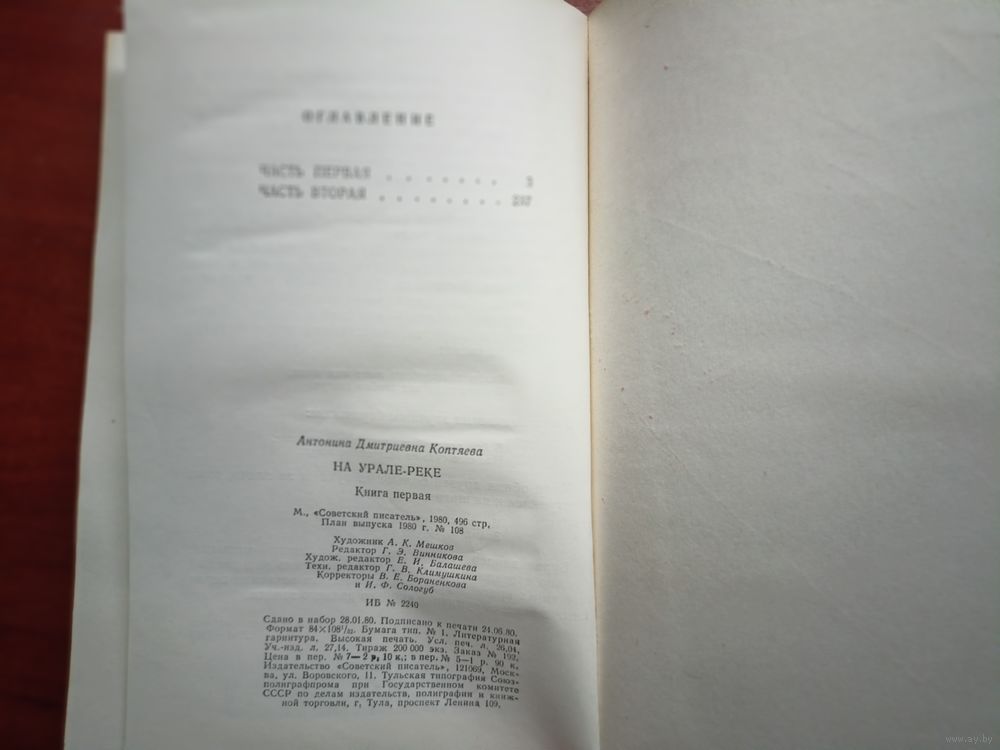 ОГЛАВЛЕНИЕ
ЧАСТЬ ПЕРВАЯ . . . . . . . 3
ЧАСТЬ ВТОРАЯ . . . . . . . .
Антонина Дмитриевна Коптяева
НА УРАЛЕ-РЕКЕ
Книга первая
М., «Советский писатель», 1980, 496 стр.
План выпуска 1980 г. № 108
Художник А. К. Мешков
Редактор Г. Э. Винникова
Худож. редактор Е. И. Балашева
Техн. редактор Г. В. Климушкина
Корректоры В. Е. Бораненкова
и И. Ф. Сологуб
ИБ № 2240
Сдано в набор 28.01.80. Подписано к печати 24.06.80.
Формат 84×108¹/₃₂. Бумага тип. № 1. Литературная
гарнитура. Высокая печать. Усл. печ. л. 26,04.
Уч.-изд. л. 27,14. Тираж 200 000 экз. Заказ № 192.
Цена в пер. № 7—2 р. 10 к.; в пер. № 5—1 р. 90 к.
Издательство «Советский писатель», 121069, Моск-
ва, ул. Воровского, 11. Тульская типография Союз-
полиграфпрома при Государственном комитете
СССР по делам издательств, полиграфии и книж-
ной торговли, г. Тула, проспект Ленина, 109.
www.ay.by